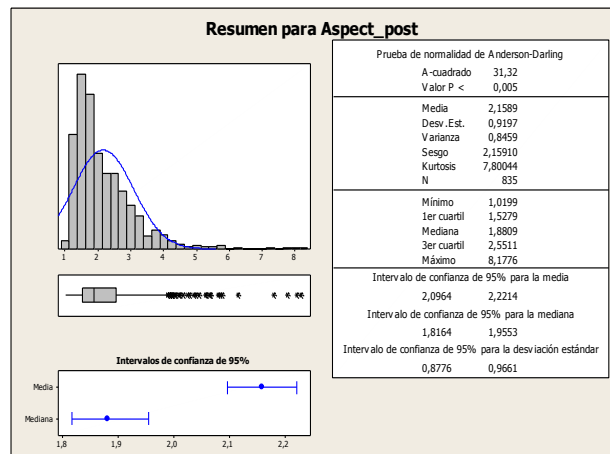 Resumen para Aspect_post
1 2 3 4 5 6 7 8
Intervalos de confianza de 95%
Media
Mediana
1,8 1,9 2,0 2,1 2,2
Prueba de normalidad de Anderson-Darling
A-cuadrado 31,32
Valor P < 0,005
Media 2,1589
Desv.Est. 0,9197
Varianza 0,8459
Sesgo 2,15910
Kurtosis 7,80044
N 835
Mínimo 1,0199
1er cuartil 1,5279
Mediana 1,8809
3er cuartil 2,5511
Máximo 8,1776
Intervalo de confianza de 95% para la media
2,0964 2,2214
Intervalo de confianza de 95% para la mediana
1,8164 1,9553
Intervalo de confianza de 95% para la desviación estándar
0,8776 0,9661